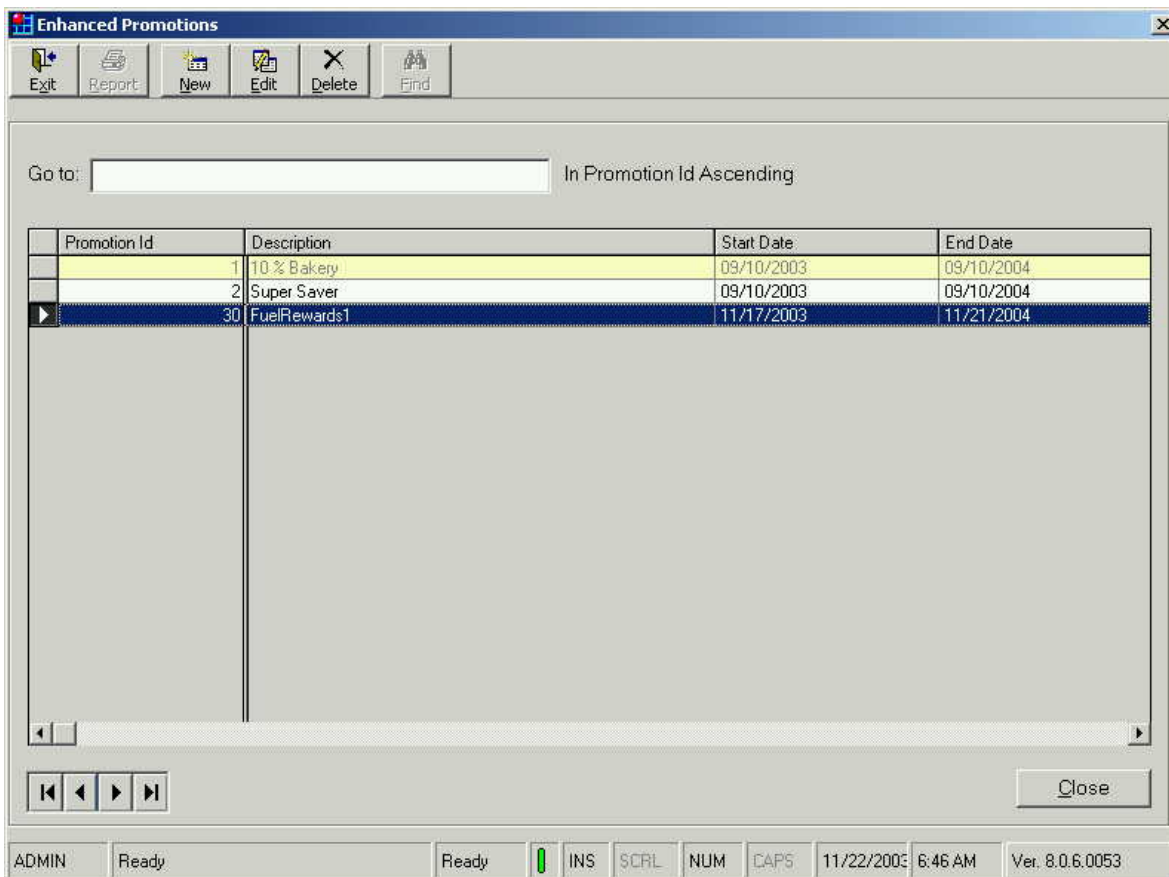 Enhanced Promotions
Exit Report New Edit Delete Find
Go to: In Promotion Id Ascending
Promotion Id Description Start Date End Date
1 10 % Bakery 09/10/2003 09/10/2004
2 Super Saver 09/10/2003 09/10/2004
30 FuelRewards1 11/17/2003 11/21/2004
Close
ADMIN Ready Ready INS SCRL NUM CAPS 11/22/2003 6:46 AM Ver. 8.0.6.0053